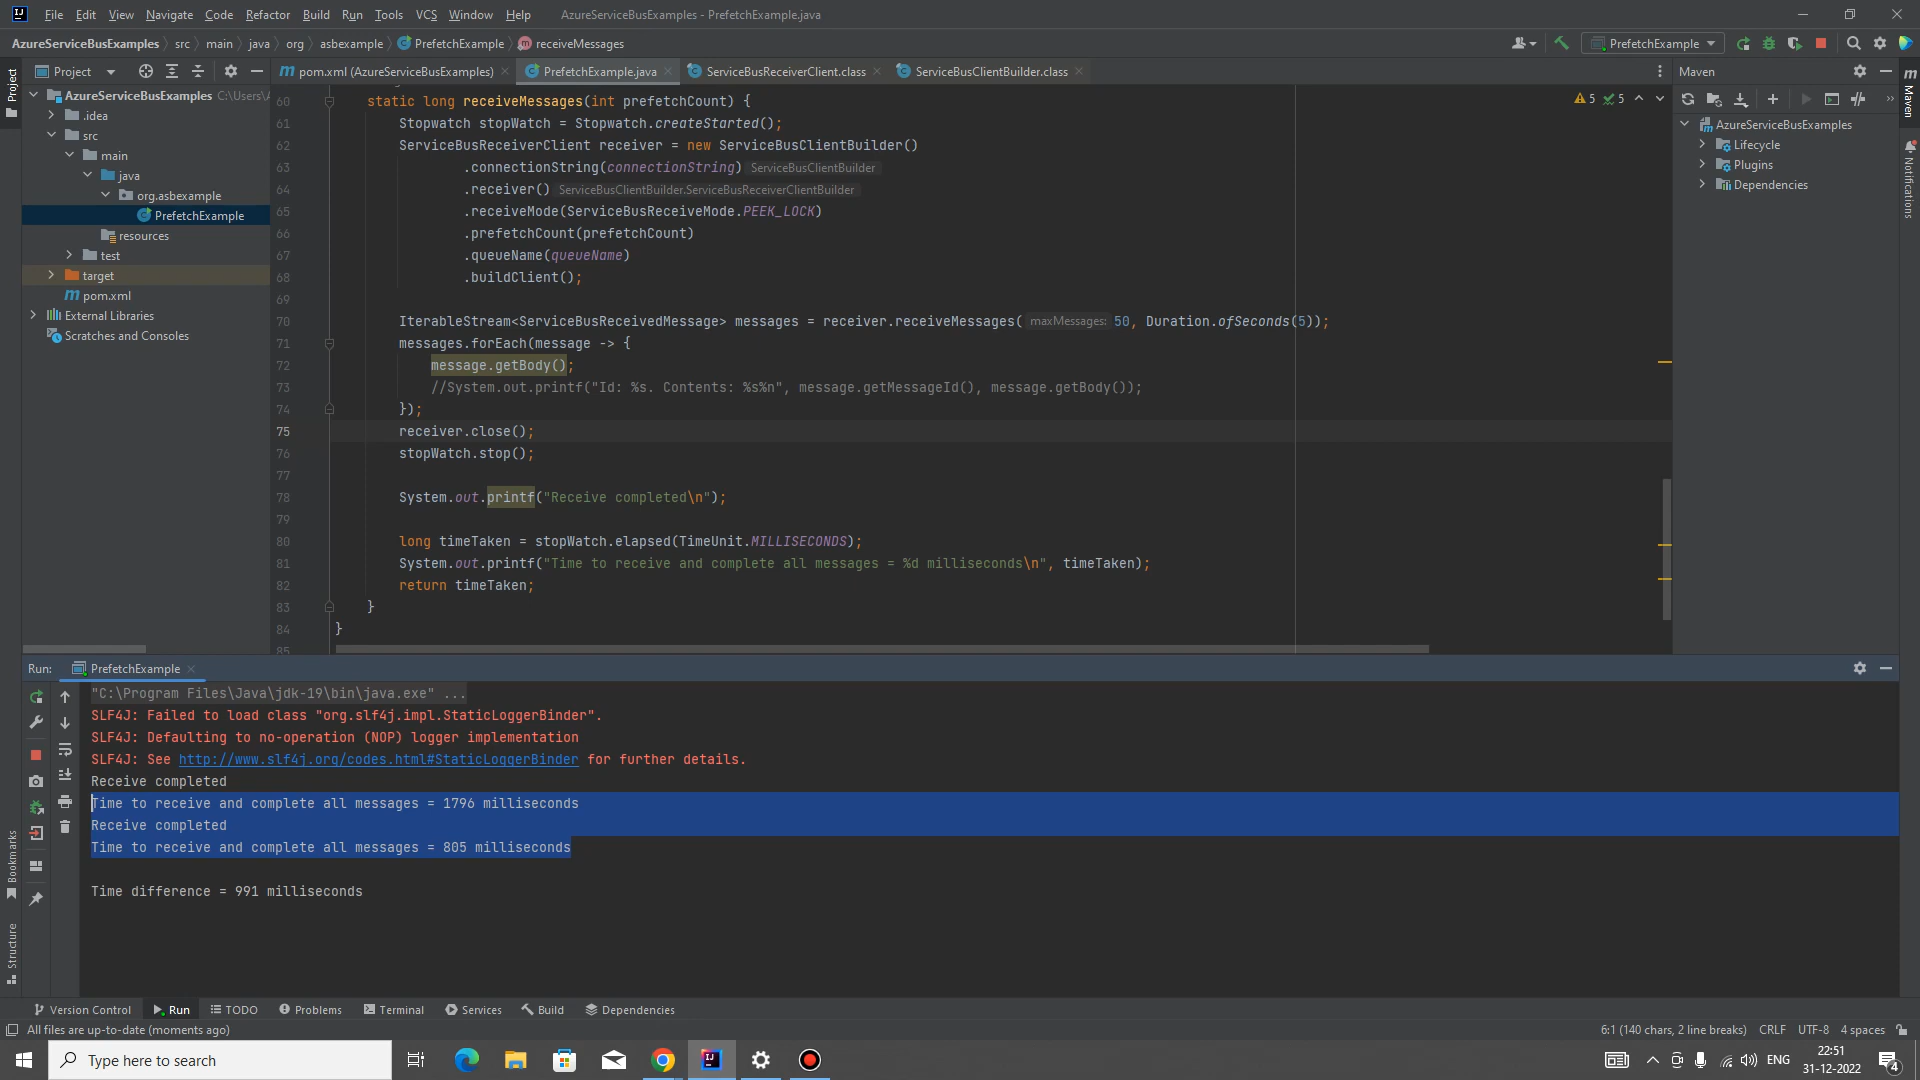 File Edit View Navigate Code Refactor Build Run Tools VCS Window Help AzureServiceBusExamples - PrefetchExample.java
AzureServiceBusExamples src main java org asbexample PrefetchExample receiveMessages PrefetchExample
Project
Project
pom.xml (AzureServiceBusExamples) PrefetchExample.java ServiceBusReceiverClient.class ServiceBusClientBuilder.class
AzureServiceBusExamples C:\Users\A
.idea
src
main
java
org.asbexample
PrefetchExample
resources
test
target
pom.xml
External Libraries
Scratches and Consoles
5 5
60 static long receiveMessages(int prefetchCount) {
61 Stopwatch stopWatch = Stopwatch.createStarted();
62 ServiceBusReceiverClient receiver = new ServiceBusClientBuilder()
63 .connectionString(connectionString) ServiceBusClientBuilder
64 .receiver() ServiceBusClientBuilder.ServiceBusReceiverClientBuilder
65 .receiveMode(ServiceBusReceiveMode.PEEK_LOCK)
66 .prefetchCount(prefetchCount)
67 .queueName(queueName)
68 .buildClient();
69
70 IterableStream<ServiceBusReceivedMessage> messages = receiver.receiveMessages( maxMessages: 50, Duration.ofSeconds(5));
71 messages.forEach(message -> {
72 message.getBody();
73 //System.out.printf("Id: %s. Contents: %s%n", message.getMessageId(), message.getBody());
74 });
75 receiver.close();
76 stopWatch.stop();
77
78 System.out.printf("Receive completed\n");
79
80 long timeTaken = stopWatch.elapsed(TimeUnit.MILLISECONDS);
81 System.out.printf("Time to receive and complete all messages = %d milliseconds\n", timeTaken);
82 return timeTaken;
83 }
84 }
85
Maven
AzureServiceBusExamples
Lifecycle
Plugins
Dependencies
Maven
Notifications
Run: PrefetchExample
"C:\Program Files\Java\jdk-19\bin\java.exe" ...
SLF4J: Failed to load class "org.slf4j.impl.StaticLoggerBinder".
SLF4J: Defaulting to no-operation (NOP) logger implementation
SLF4J: See http://www.slf4j.org/codes.html#StaticLoggerBinder for further details.
Receive completed
Time to receive and complete all messages = 1796 milliseconds
Receive completed
Time to receive and complete all messages = 805 milliseconds
Time difference = 991 milliseconds
Bookmarks
Structure
Version Control Run TODO Problems Terminal Services Build Dependencies
All files are up-to-date (moments ago) 6:1 (140 chars, 2 line breaks) CRLF UTF-8 4 spaces
Type here to search
ENG
22:51
31-12-2022
4